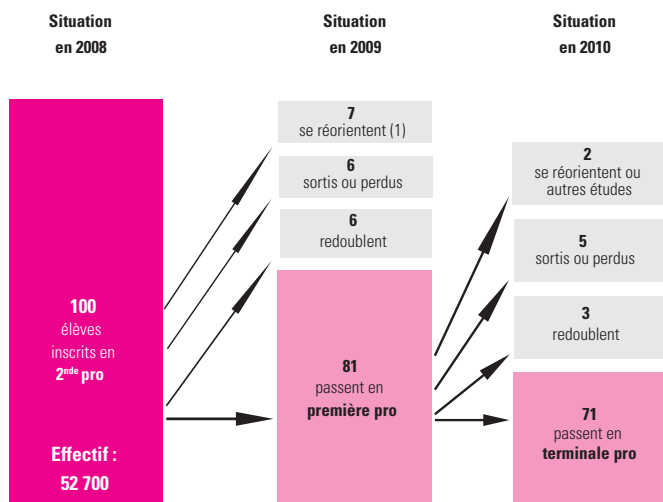 Situation
en 2008
Situation
en 2009
Situation
en 2010
100
élèves
inscrits en
2nde pro
Effectif :
52 700
7
se réorientent (1)
6
sortis ou perdus
6
redoublent
81
passent en
première pro
2
se réorientent ou
autres études
5
sortis ou perdus
3
redoublent
71
passent en
terminale pro